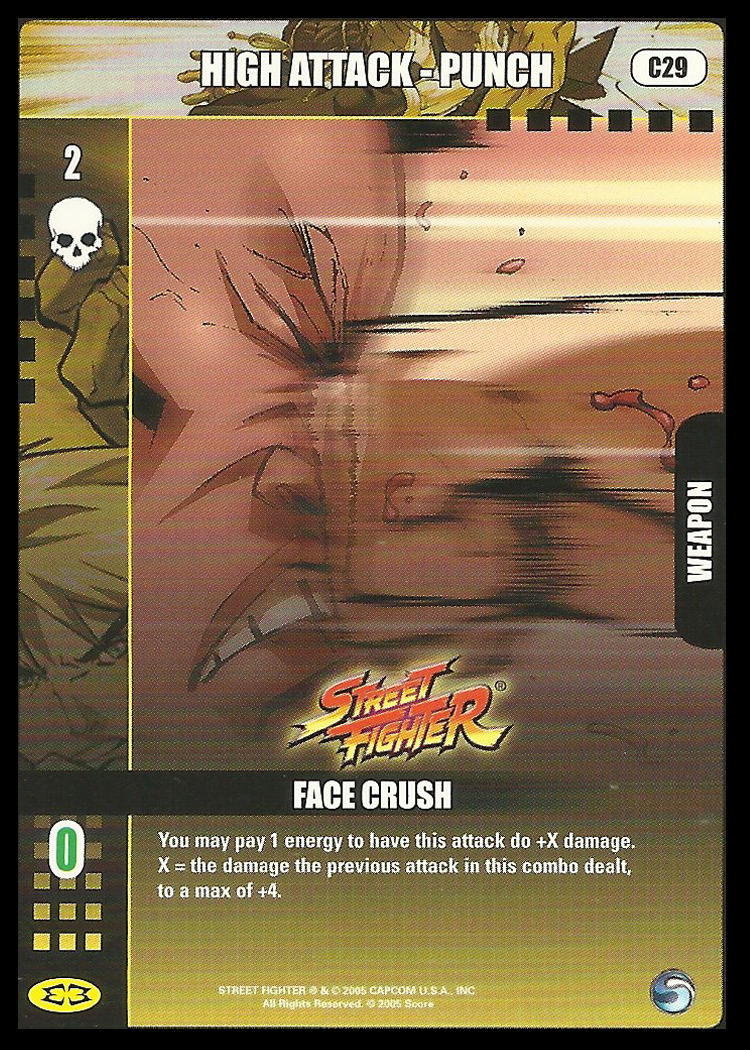 HIGH ATTACK - PUNCH
C29
2
WEAPON
STREET
FIGHTER®
FACE CRUSH
0
You may pay 1 energy to have this attack do +X damage.
X = the damage the previous attack in this combo dealt,
to a max of +4.
STREET FIGHTER ® & © 2005 CAPCOM U.S.A., INC
All Rights Reserved. © 2005 Score